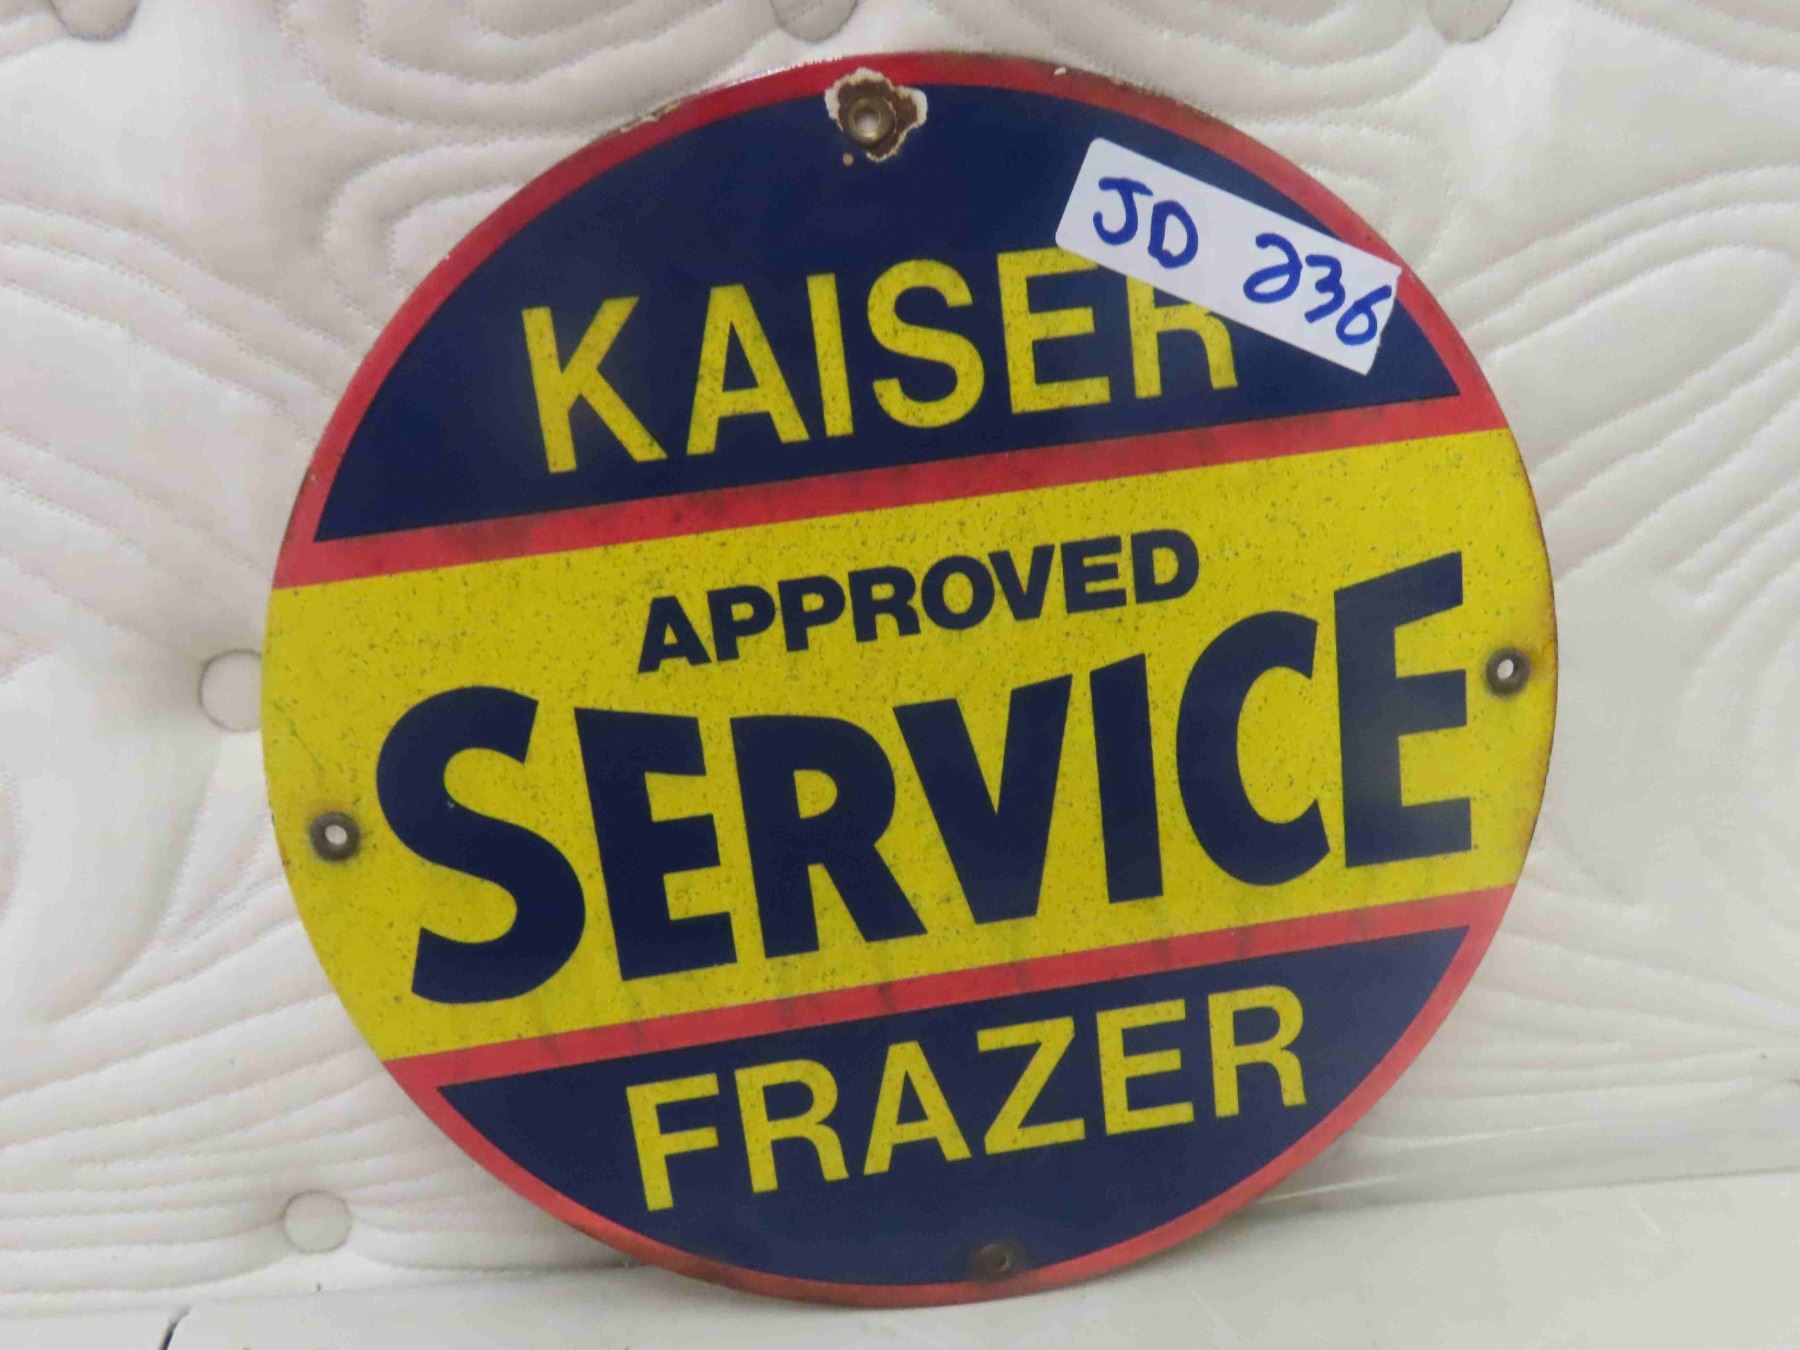 JD 236
KAISER
APPROVED
SERVICE
FRAZER